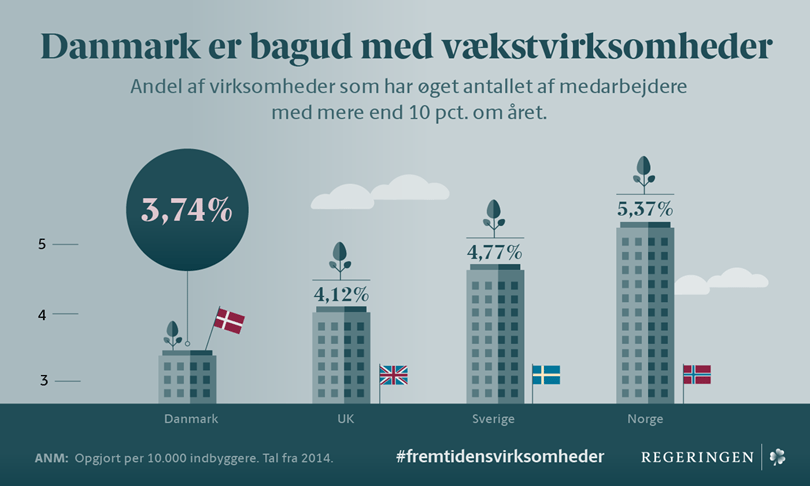 Danmark er bagud med vækstvirksomheder
Andel af virksomheder som har øget antallet af medarbejdere
med mere end 10 pct. om året.
3,74%
4,12%
4,77%
5,37%
5
4
3
Danmark
UK
Sverige
Norge
ANM: Opgjort per 10.000 indbyggere. Tal fra 2014.
#fremtidensvirksomheder
REGERINGEN